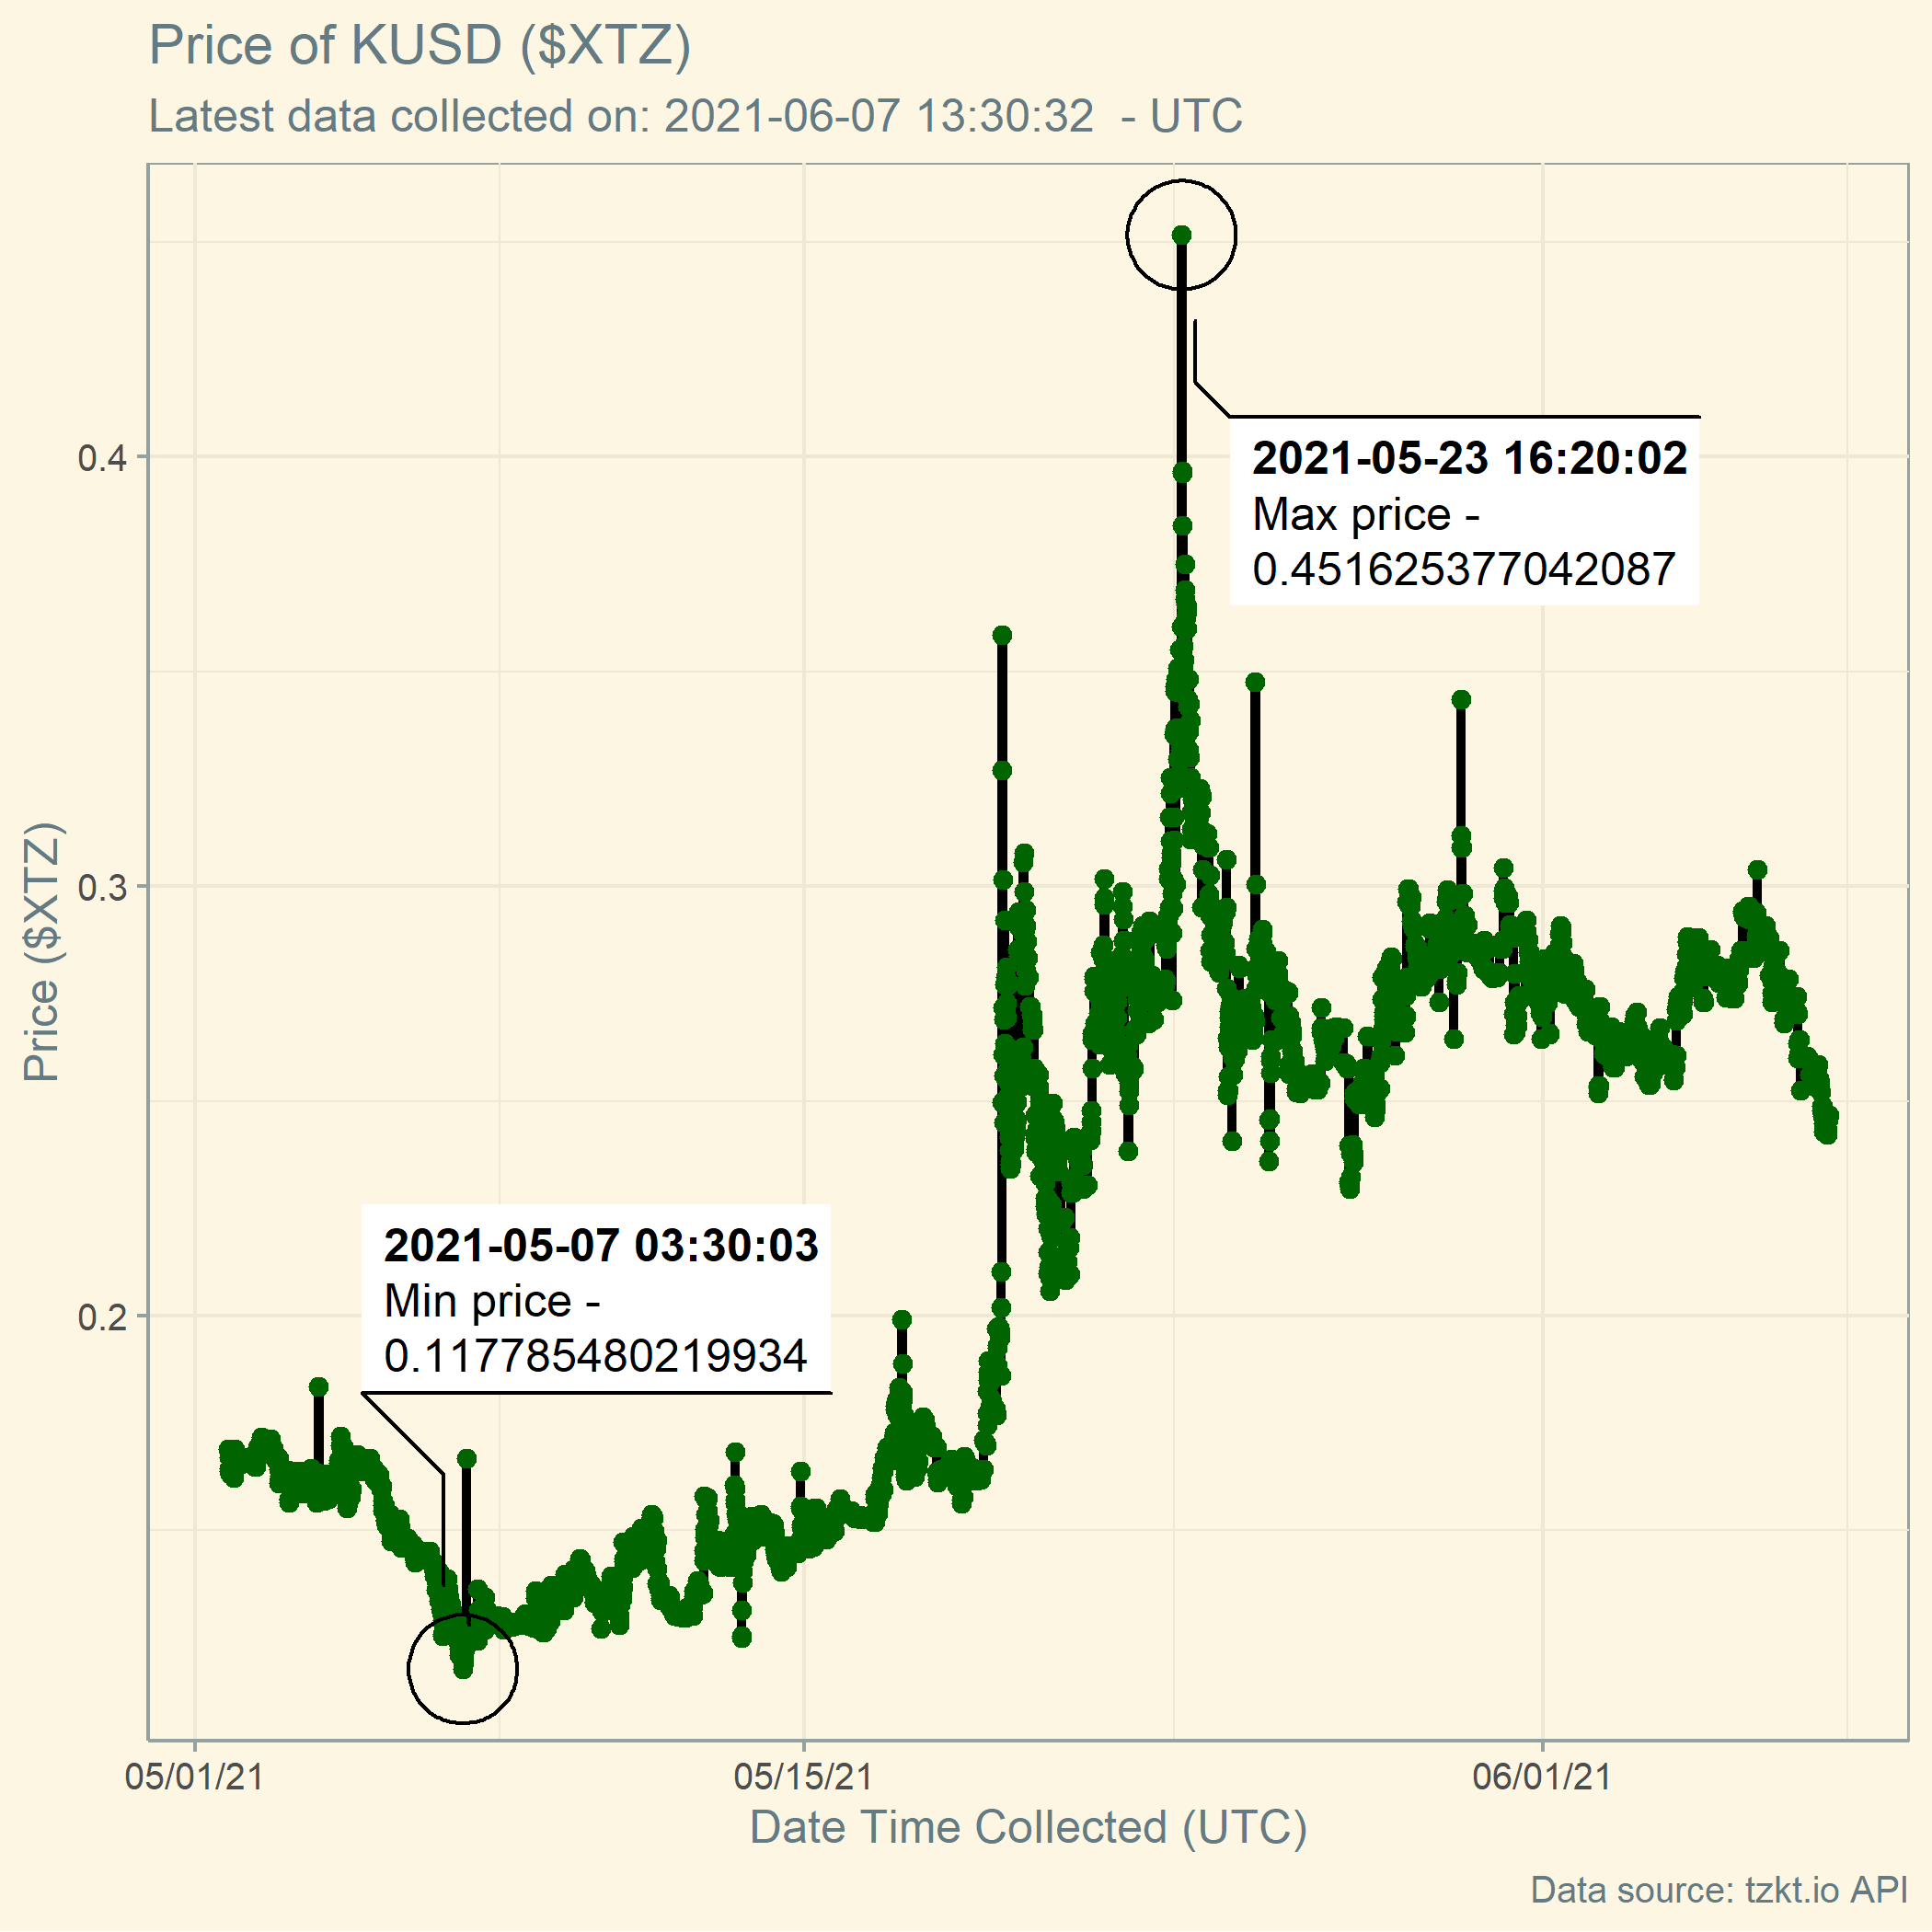 Price of KUSD ($XTZ)
Latest data collected on: 2021-06-07 13:30:32  - UTC
2021-05-23 16:20:02
Max price -
0.451625377042087
2021-05-07 03:30:03
Min price -
0.117785480219934
Price ($XTZ)
0.4
0.3
0.2
05/01/21
05/15/21
06/01/21
Date Time Collected (UTC)
Data source: tzkt.io API